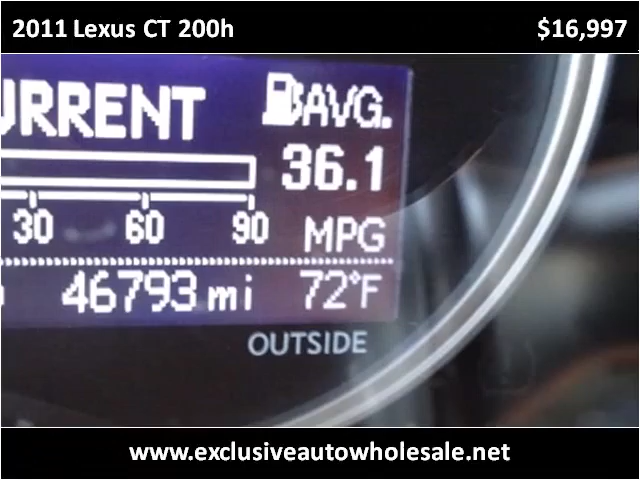 2011 Lexus CT 200h $16,997
AVG.
36.1
30 60 90 MPG
46793 mi 72°F
OUTSIDE
www.exclusiveautowholesale.net